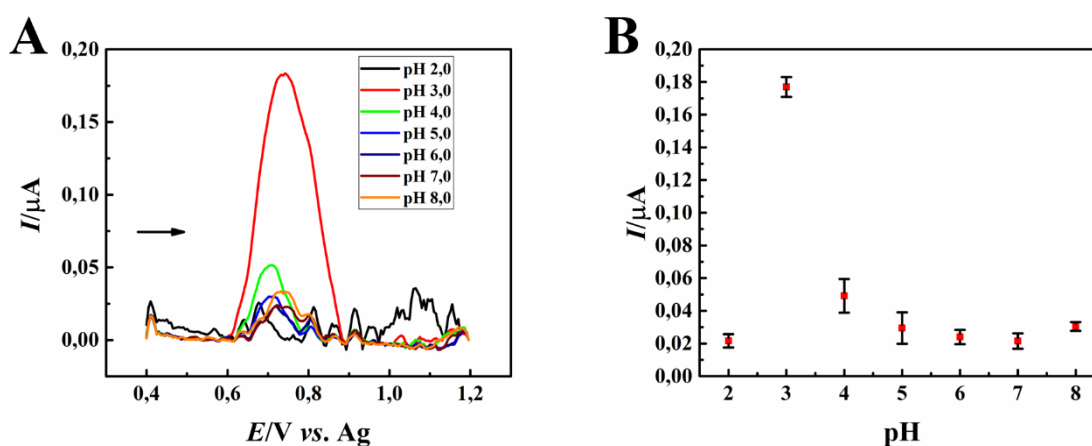 A
I/µA
0,20
0,15
0,10
0,05
0,00
0,4 0,6 0,8 1,0 1,2
E/V vs. Ag
pH 2,0
pH 3,0
pH 4,0
pH 5,0
pH 6,0
pH 7,0
pH 8,0
B
I/µA
0,20
0,18
0,16
0,14
0,12
0,10
0,08
0,06
0,04
0,02
0,00
2 3 4 5 6 7 8
pH